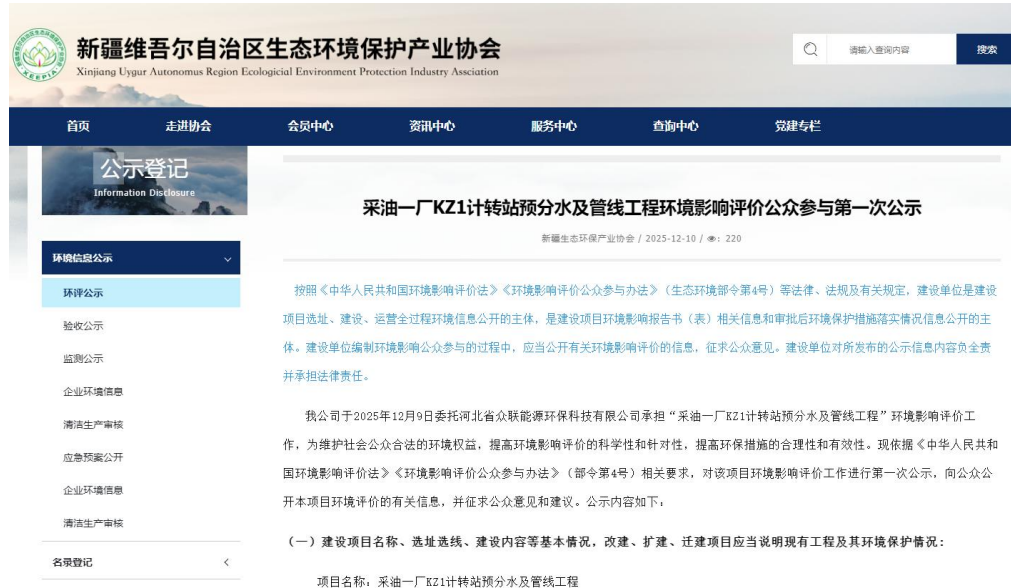 新疆维吾尔自治区生态环境保护产业协会
Xinjiang Uygur Autonomus Region Ecologicial Environment Protection Industry Assciation
XEEPIA
请输入查询内容
搜索
首页 走进协会 会员中心 资讯中心 服务中心 查询中心 党建专栏
公示登记
Information Disclosure
环境信息公示
环评公示
验收公示
监测公示
企业环境信息
清洁生产审核
应急预案公开
企业环境信息
清洁生产审核
名录登记
采油一厂KZ1计转站预分水及管线工程环境影响评价公众参与第一次公示
新疆生态环保产业协会 / 2025-12-10 / : 220
按照《中华人民共和国环境影响评价法》《环境影响评价公众参与办法》（生态环境部令第4号）等法律、法规及有关规定，建设单位是建设
项目选址、建设、运营全过程环境信息公开的主体，是建设项目环境影响报告书（表）相关信息和审批后环境保护措施落实情况信息公开的主
体。建设单位编制环境影响公众参与的过程中，应当公开有关环境影响评价的信息，征求公众意见。建设单位对所发布的公示信息内容负全责
并承担法律责任。
我公司于2025年12月9日委托河北省众联能源环保科技有限公司承担“采油一厂KZ1计转站预分水及管线工程”环境影响评价工
作，为维护社会公众合法的环境权益，提高环境影响评价的科学性和针对性，提高环保措施的合理性和有效性。现依据《中华人民共和
国环境影响评价法》《环境影响评价公众参与办法》（部令第4号）相关要求，对该项目环境影响评价工作进行第一次公示，向公众公
开本项目环境评价的有关信息，并征求公众意见和建议。公示内容如下：
（一）建设项目名称、选址选线、建设内容等基本情况，改建、扩建、迁建项目应当说明现有工程及其环境保护情况：
项目名称：采油一厂KZ1计转站预分水及管线工程